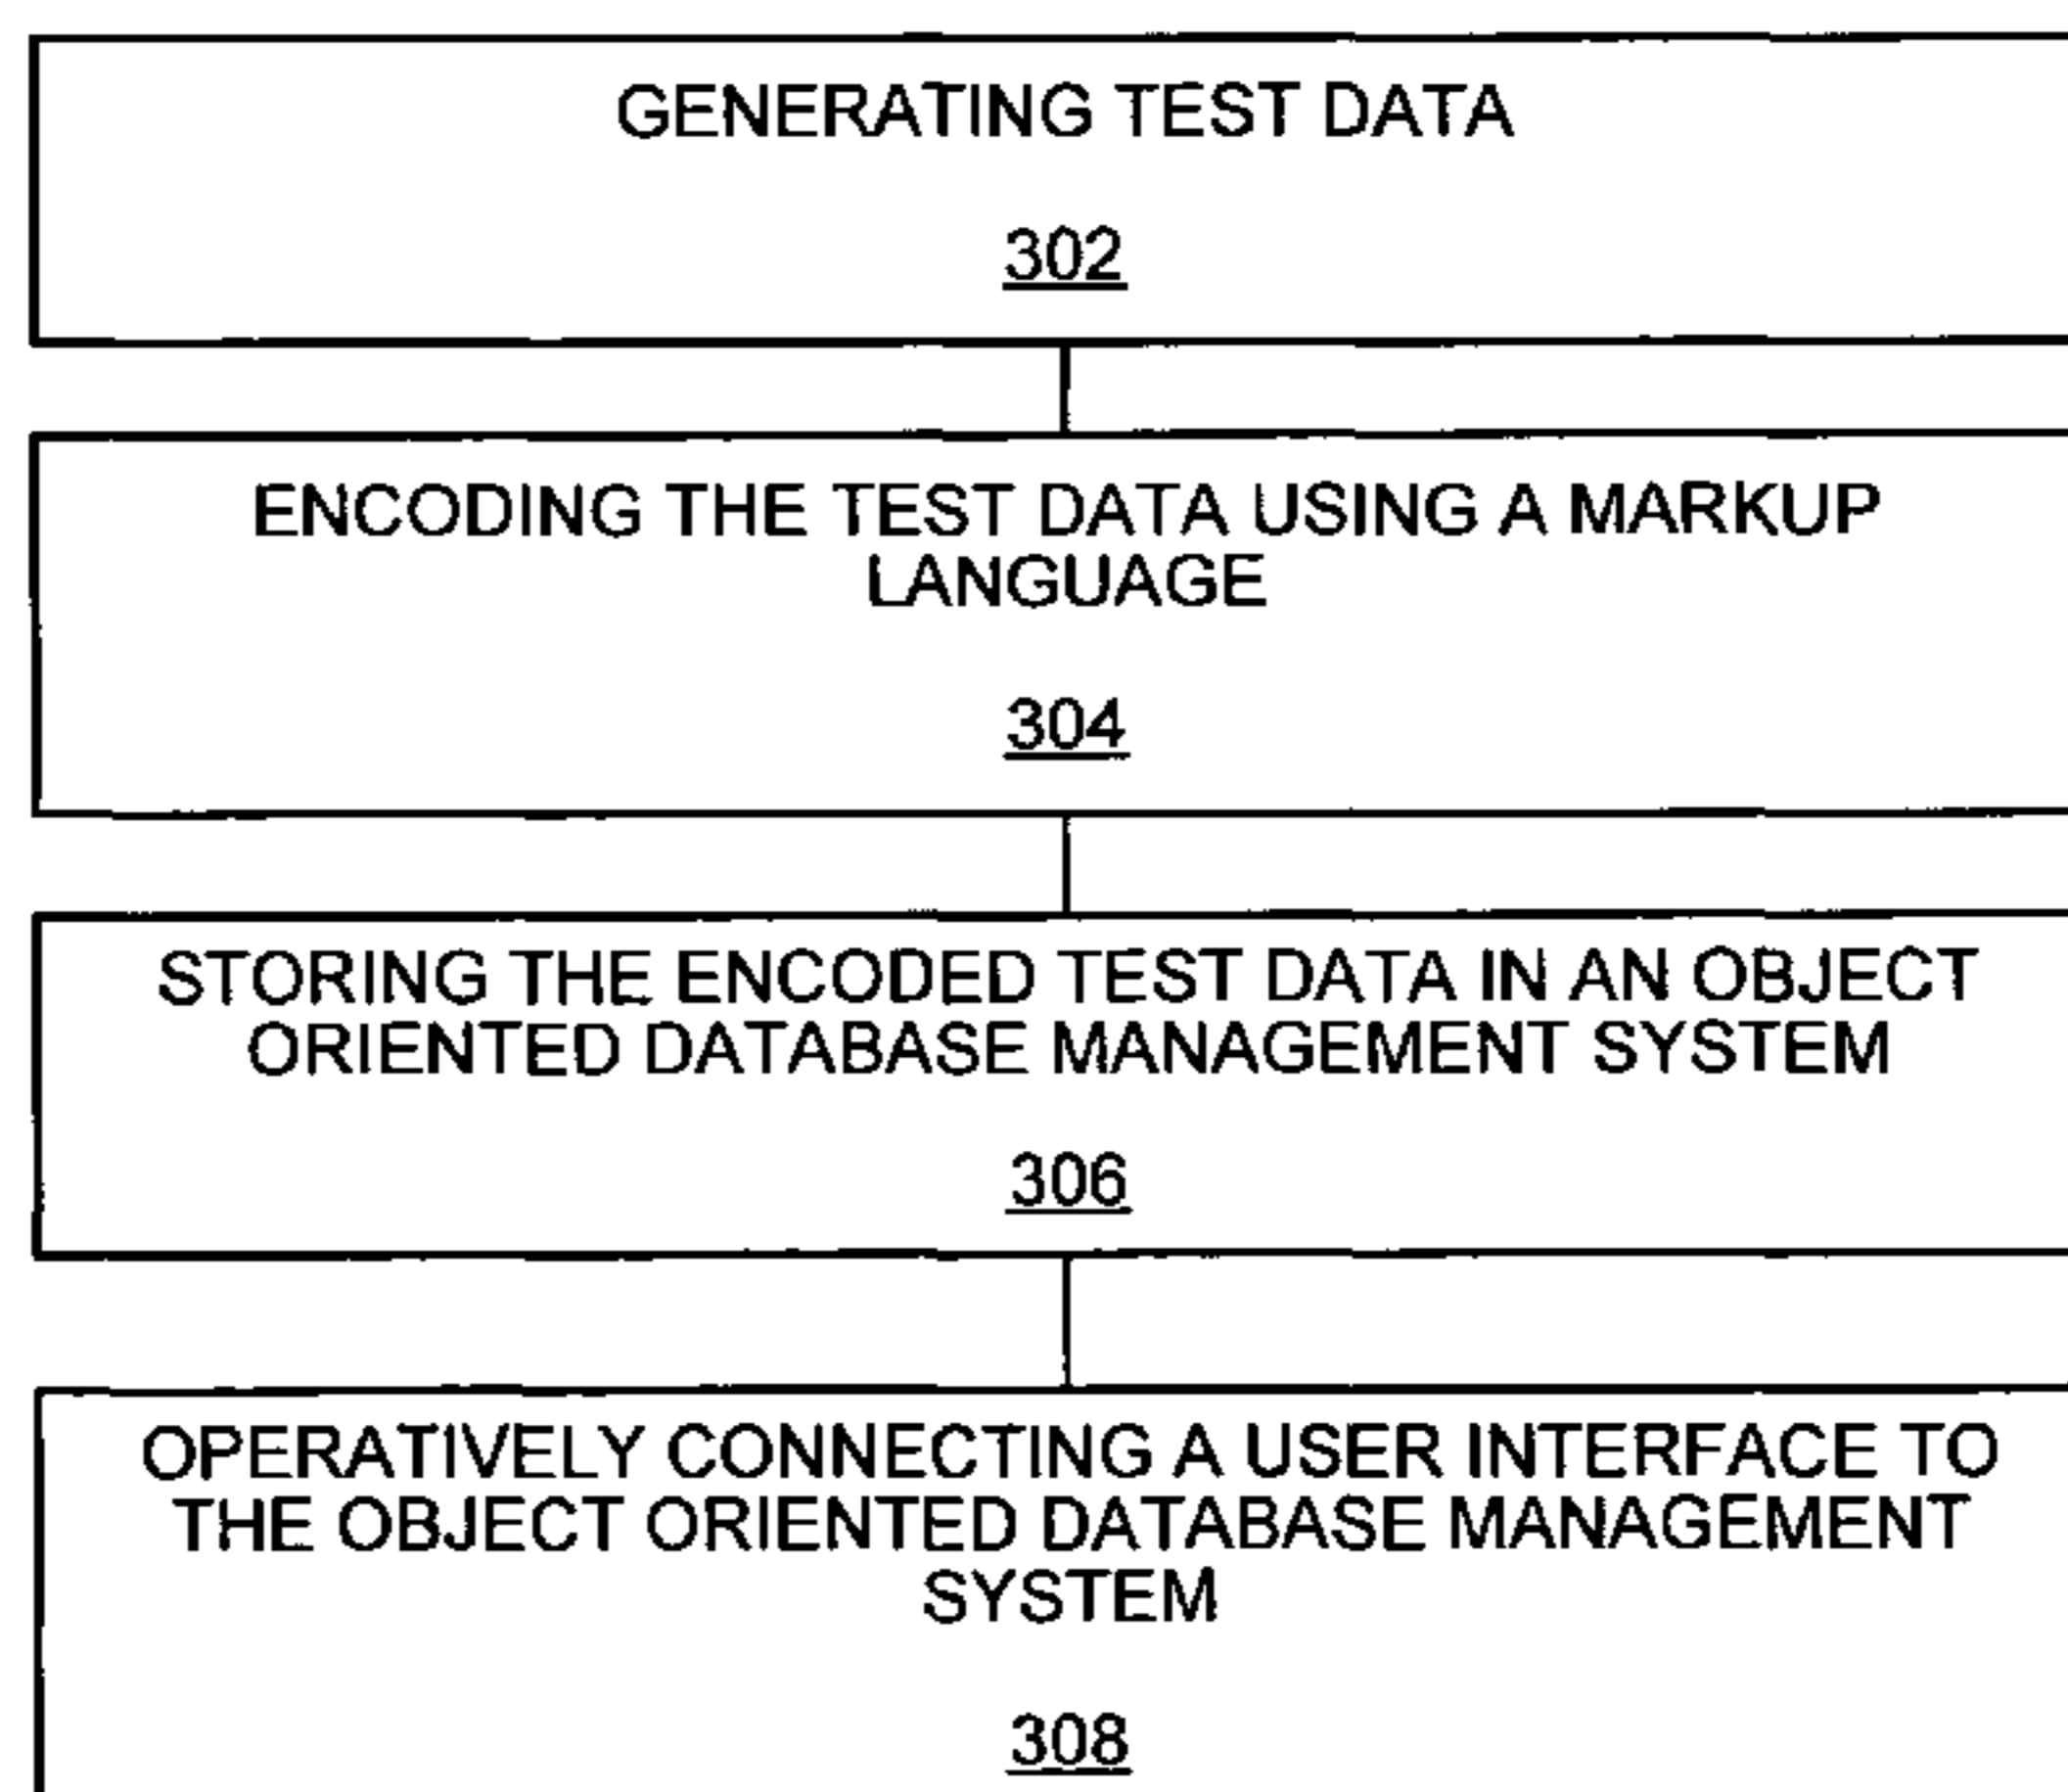 GENERATING TEST DATA
302
ENCODING THE TEST DATA USING A MARKUP
LANGUAGE
304
STORING THE ENCODED TEST DATA IN AN OBJECT
ORIENTED DATABASE MANAGEMENT SYSTEM
306
OPERATIVELY CONNECTING A USER INTERFACE TO
THE OBJECT ORIENTED DATABASE MANAGEMENT
SYSTEM
308